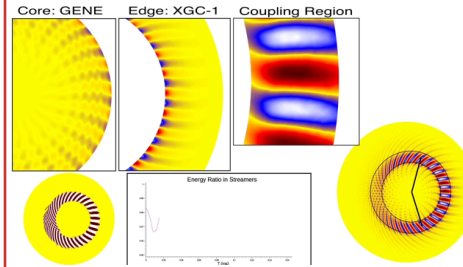 Core: GENE Edge: XGC-1 Coupling Region
Energy Ratio in Streamers